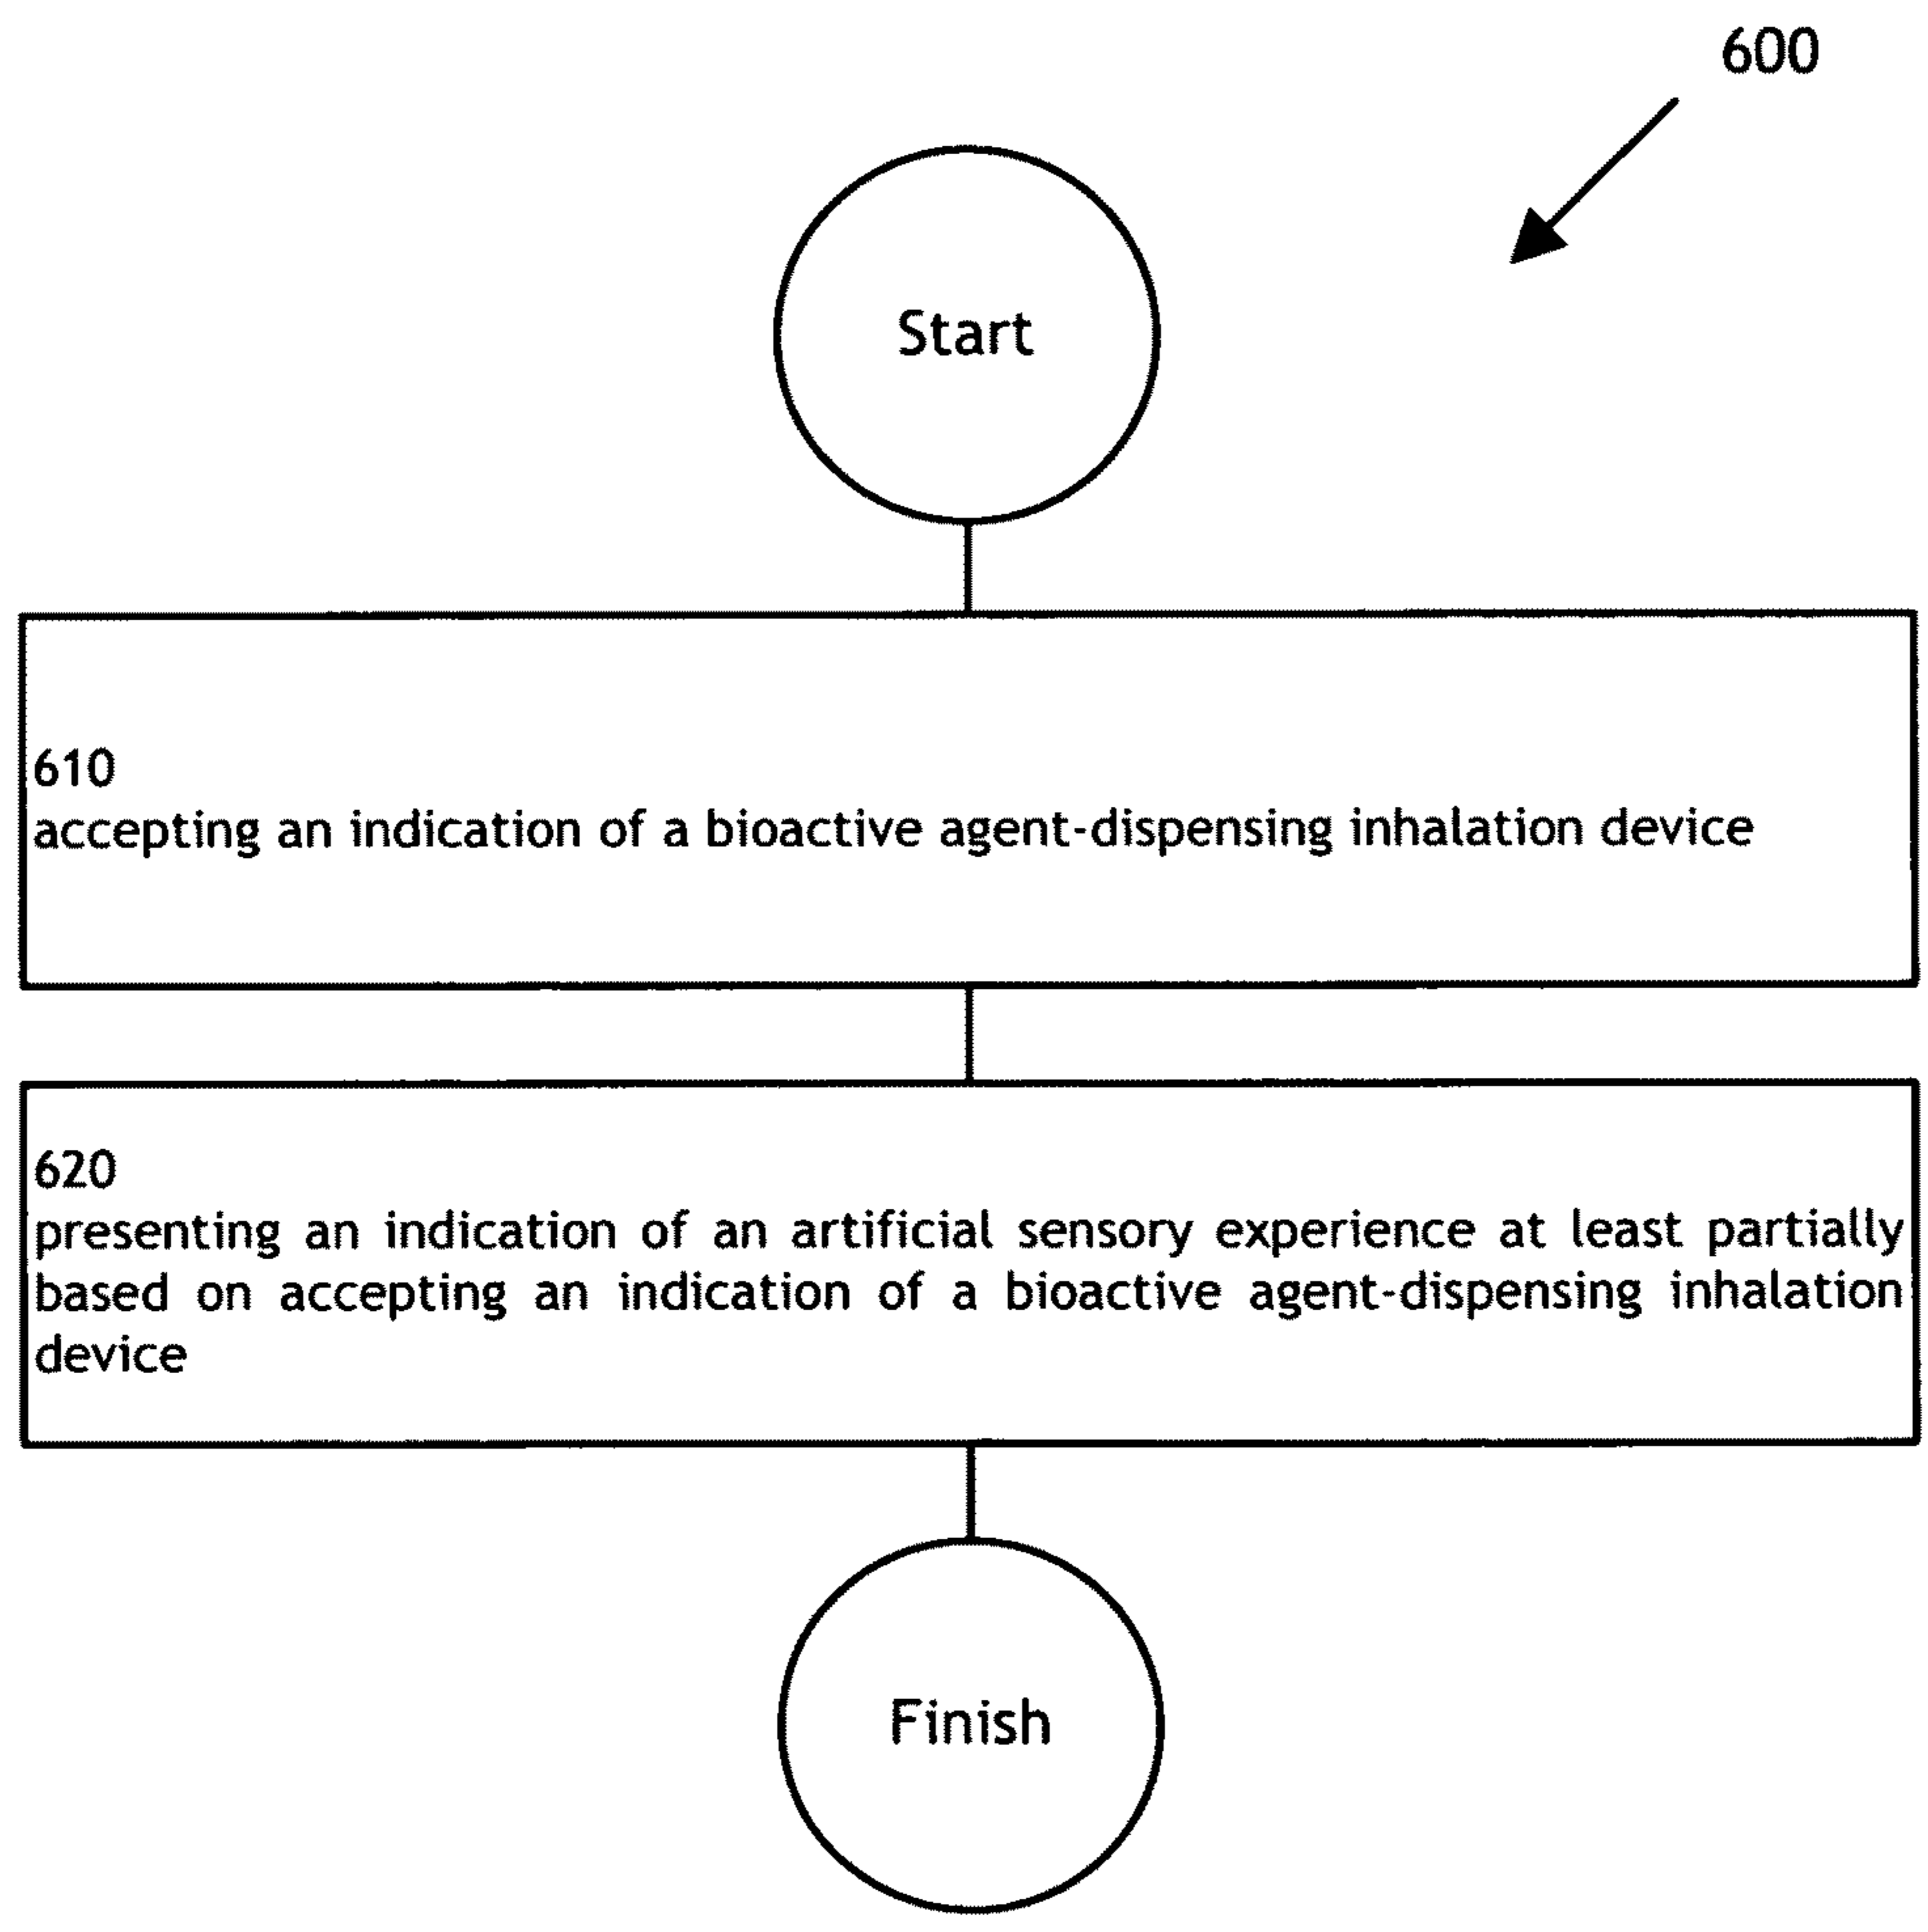 600
Start
610
accepting an indication of a bioactive agent-dispensing inhalation device
620
presenting an indication of an artificial sensory experience at least partially
based on accepting an indication of a bioactive agent-dispensing inhalation
device
Finish